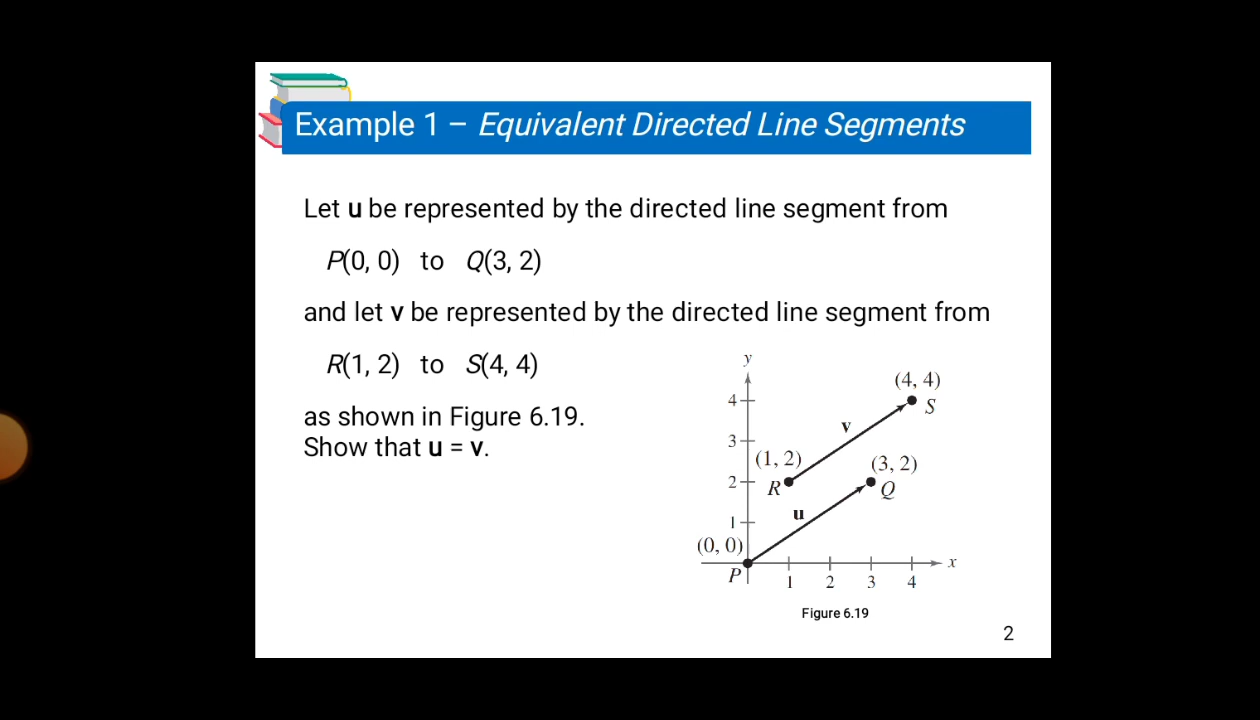 Example 1 – Equivalent Directed Line Segments
Let u be represented by the directed line segment from
P(0, 0) to Q(3, 2)
and let v be represented by the directed line segment from
R(1, 2) to S(4, 4)
as shown in Figure 6.19.
Show that u = v.
y
(4, 4)
4
S
v
3
(1, 2)
(3, 2)
2
R
Q
u
1
(0, 0)
x
P
1 2 3 4
Figure 6.19
2